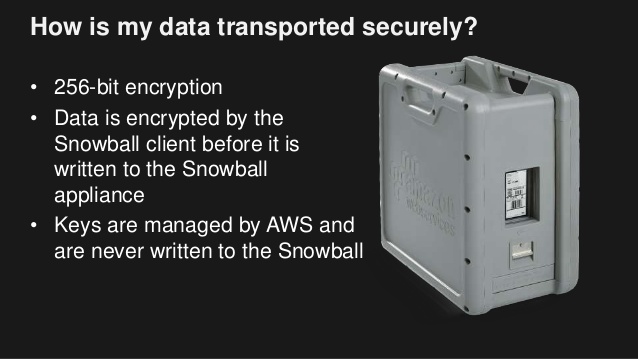 How is my data transported securely?
• 256-bit encryption
• Data is encrypted by the
Snowball client before it is
written to the Snowball
appliance
• Keys are managed by AWS and
are never written to the Snowball
amazon